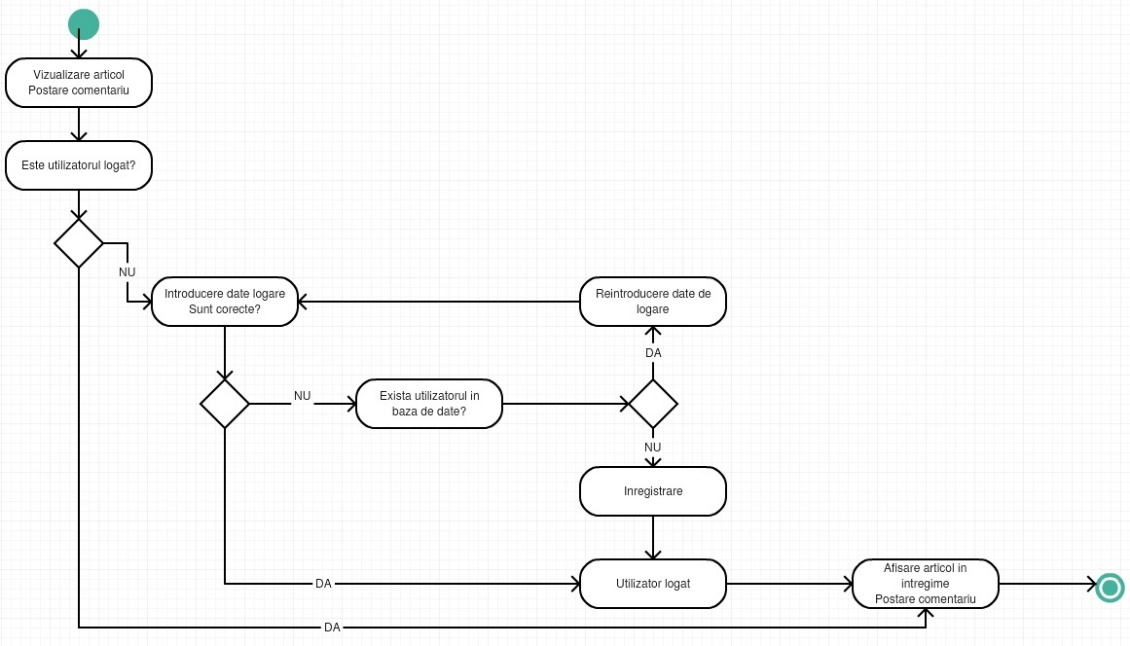 Vizualizare articol
Postare comentariu
Este utilizatorul logat?
NU
Introducere date logare
Sunt corecte?
Reintroducere date de
logare
DA
NU
Exista utilizatorul in
baza de date?
NU
Inregistrare
DA
Utilizator logat
Afisare articol in
intregime
Postare comentariu
DA